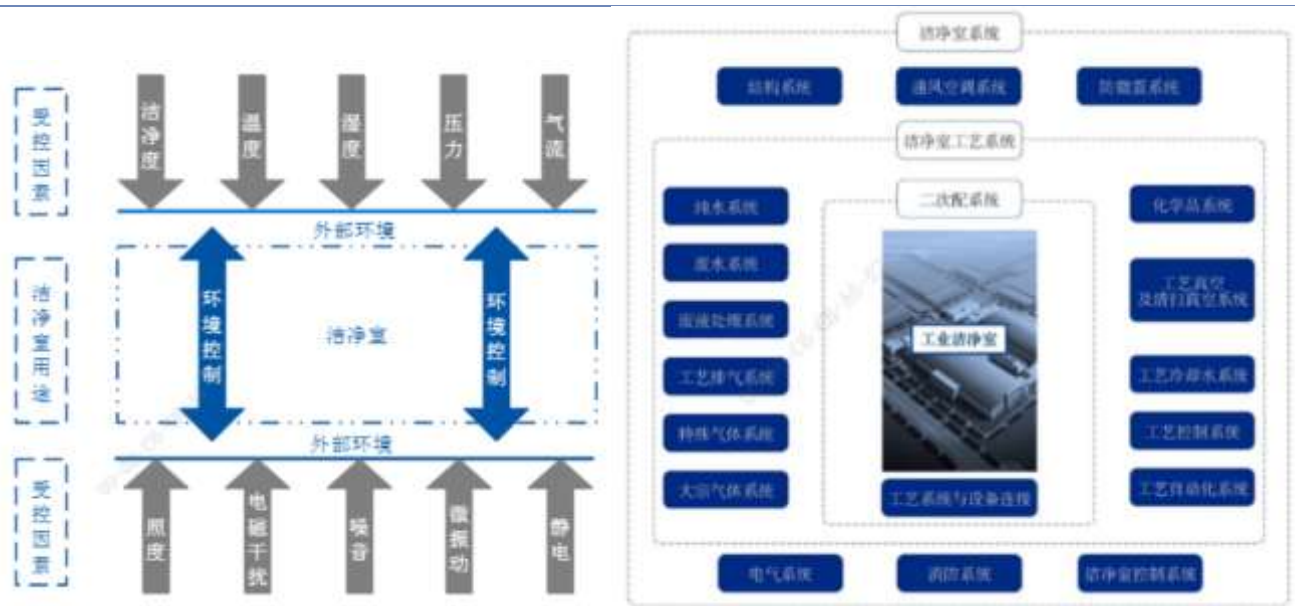 受控因素
洁净度
温度
湿度
压力
气流
外部环境
洁净室用途
环境控制
洁净室
环境控制
外部环境
受控因素
照度
电磁干扰
噪音
微振动
静电
洁净室系统
结构系统
通风空调系统
防微震系统
洁净室工艺系统
二次配系统
纯水系统
废水系统
废液处理系统
工艺排气系统
特殊气体系统
大宗气体系统
工业洁净室
工艺系统与设备连接
化学品系统
工艺真空
及清扫真空系统
工艺冷却水系统
工艺控制系统
工艺自动化系统
电气系统
消防系统
洁净室控制系统